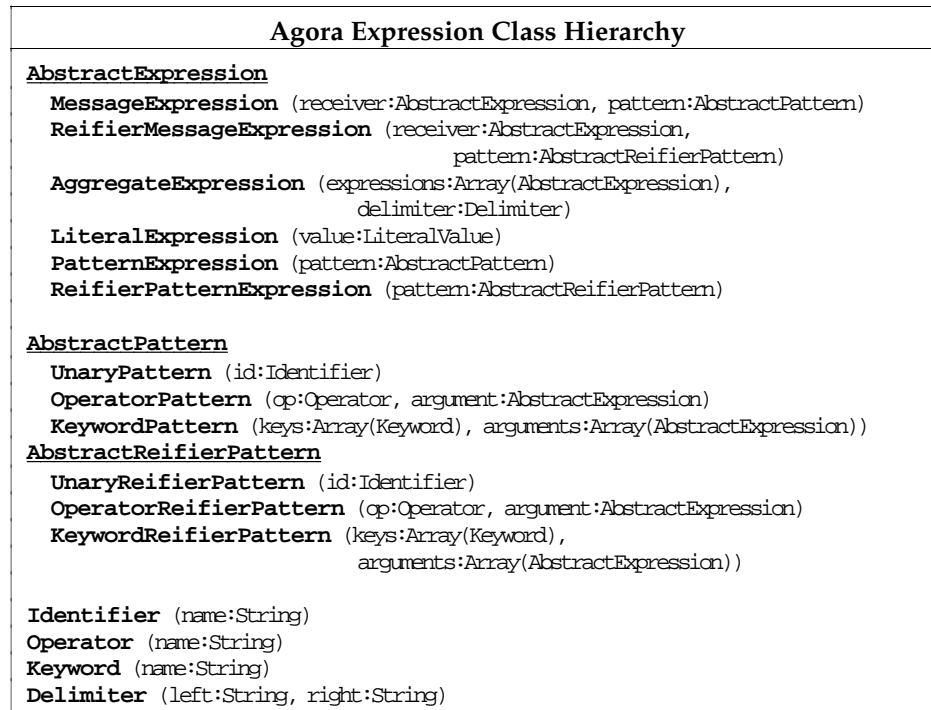 Agora Expression Class Hierarchy
AbstractExpression
MessageExpression (receiver:AbstractExpression, pattern:AbstractPattern)
ReifierMessageExpression (receiver:AbstractExpression,
pattern:AbstractReifierPattern)
AggregateExpression (expressions:Array(AbstractExpression),
delimiter:Delimiter)
LiteralExpression (value:LiteralValue)
PatternExpression (pattern:AbstractPattern)
ReifierPatternExpression (pattern:AbstractReifierPattern)
AbstractPattern
UnaryPattern (id:Identifier)
OperatorPattern (op:Operator, argument:AbstractExpression)
KeywordPattern (keys:Array(Keyword), arguments:Array(AbstractExpression))
AbstractReifierPattern
UnaryReifierPattern (id:Identifier)
OperatorReifierPattern (op:Operator, argument:AbstractExpression)
KeywordReifierPattern (keys:Array(Keyword),
arguments:Array(AbstractExpression))
Identifier (name:String)
Operator (name:String)
Keyword (name:String)
Delimiter (left:String, right:String)